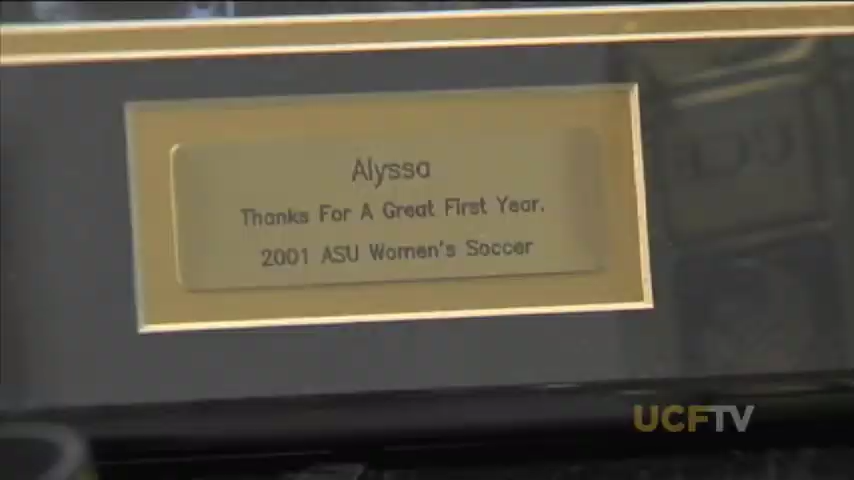 Alyssa
Thanks For A Great First Year.
2001 ASU Women's Soccer
UCFTV